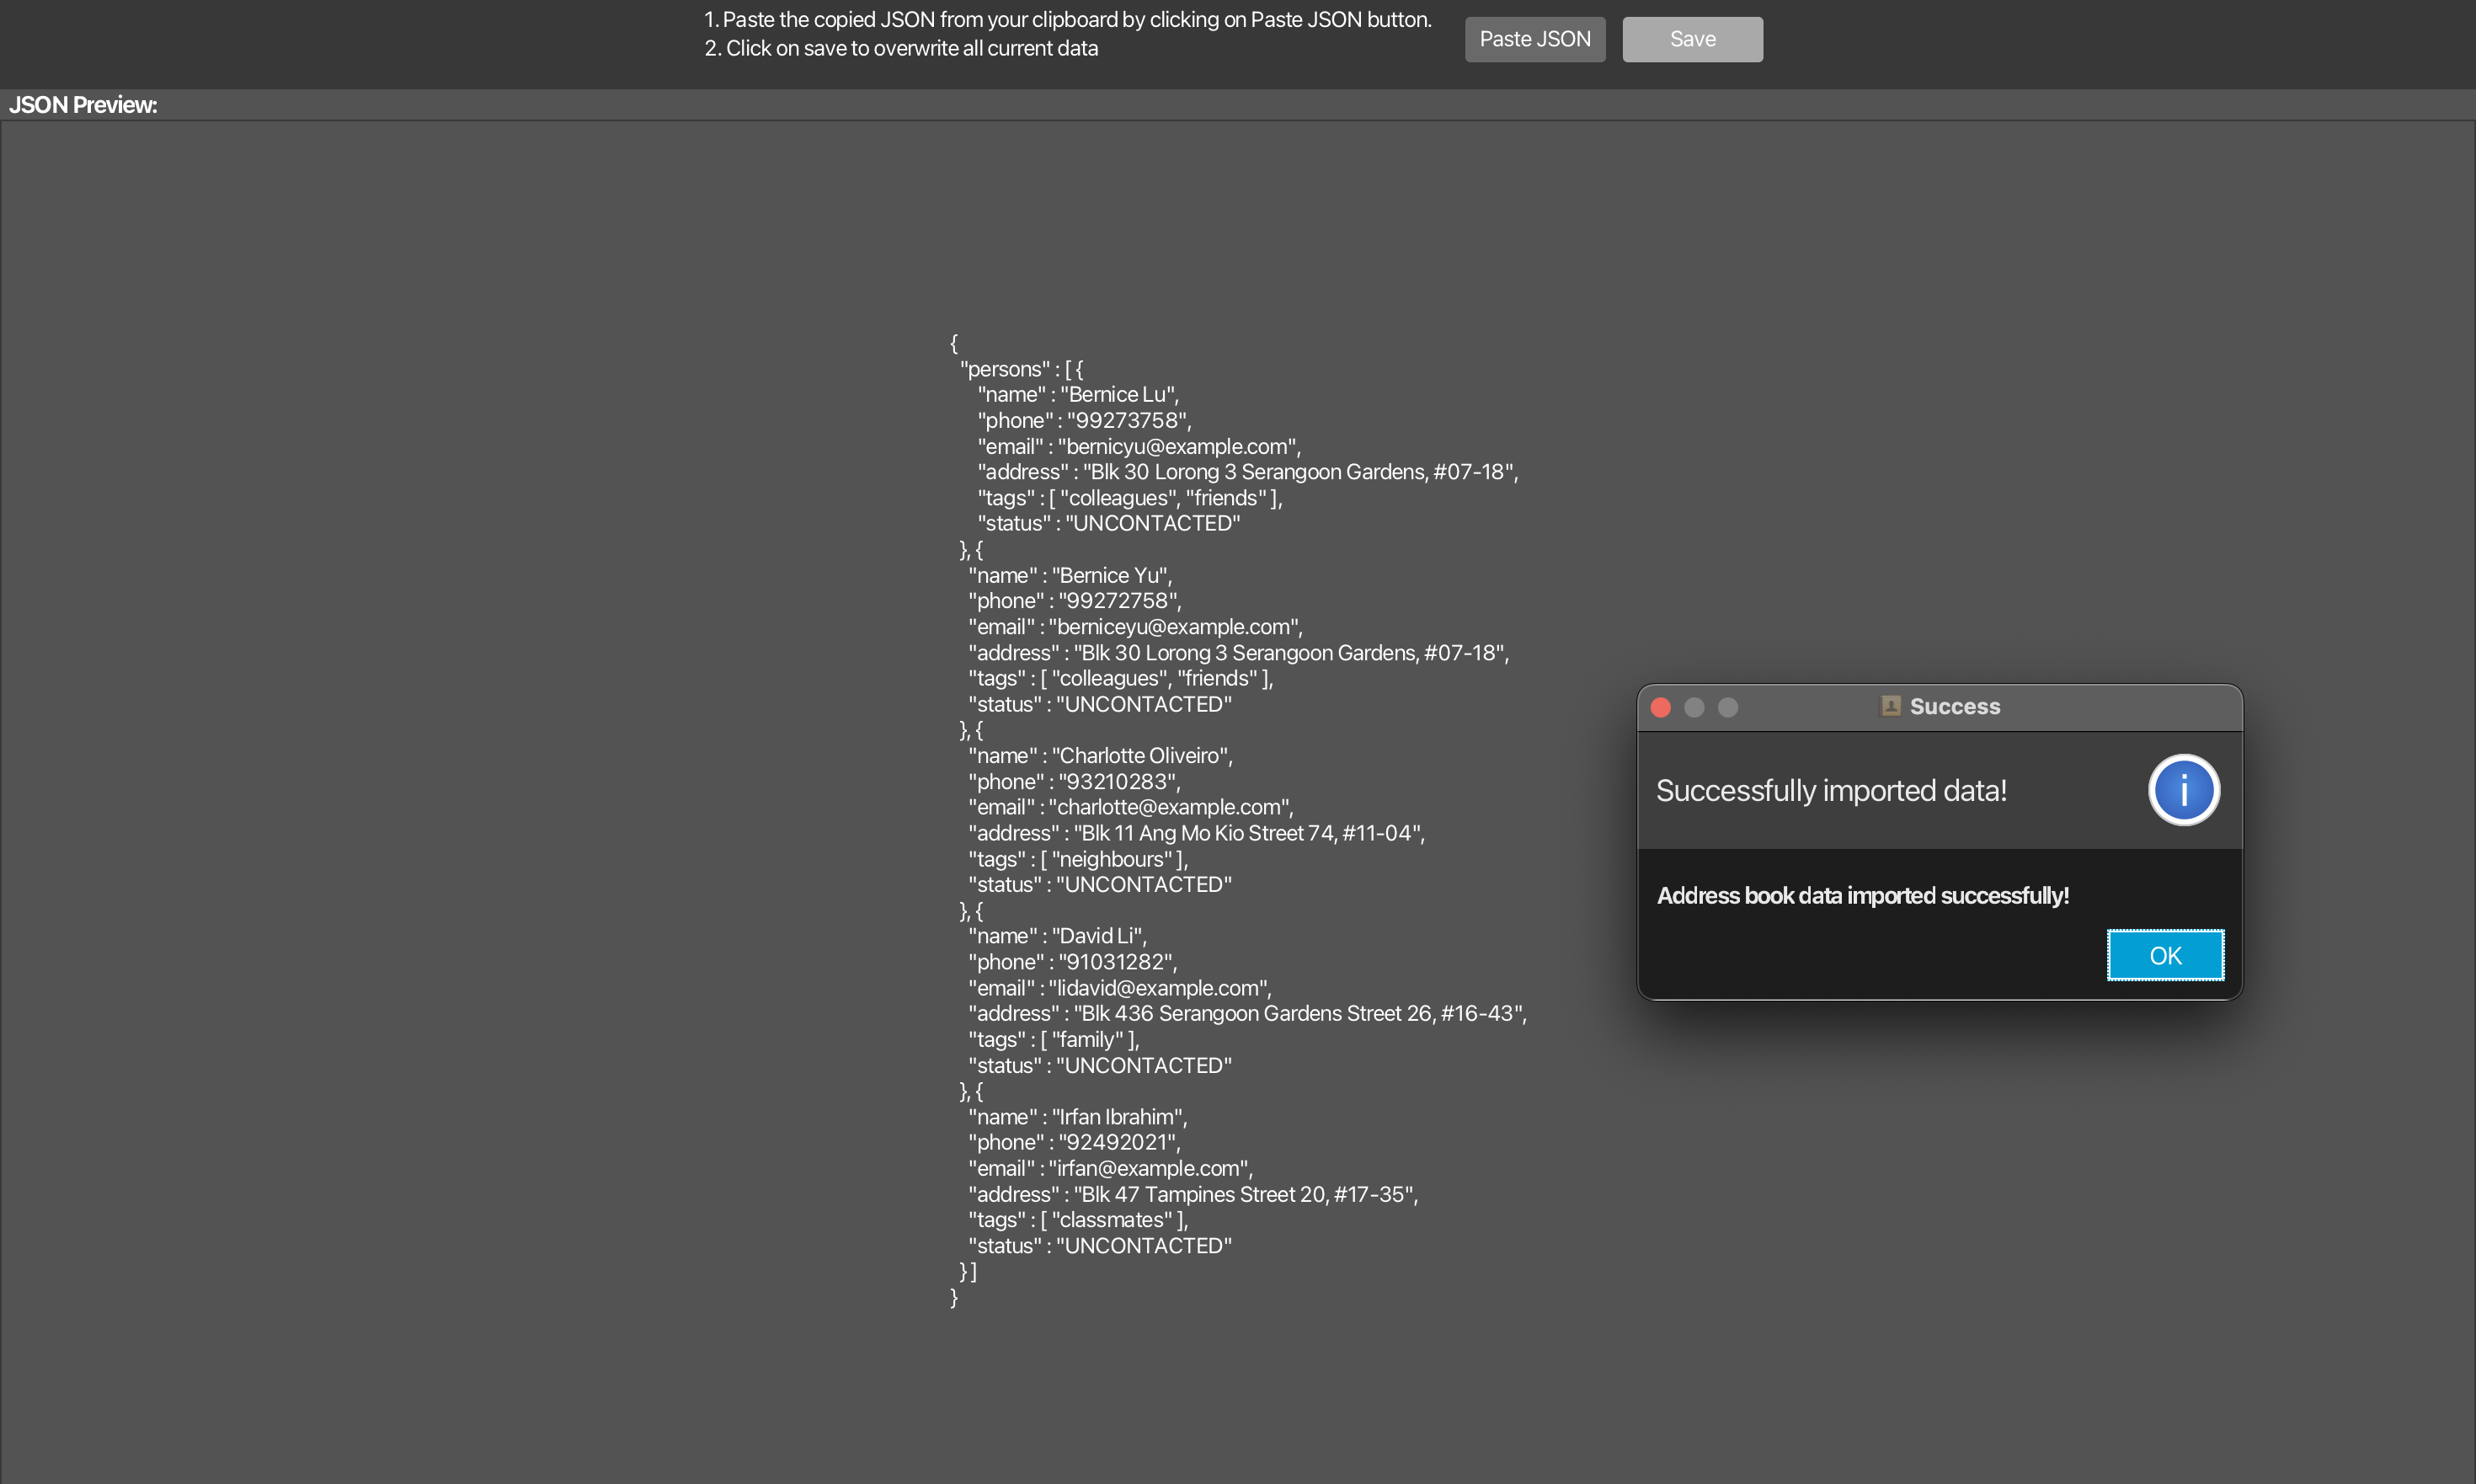 1. Paste the copied JSON from your clipboard by clicking on Paste JSON button.
2. Click on save to overwrite all current data
Paste JSON
Save
JSON Preview:
{
"persons" : [ {
"name" : "Bernice Lu",
"phone" : "99273758",
"email" : "bernicyu@example.com",
"address" : "Blk 30 Lorong 3 Serangoon Gardens, #07-18",
"tags" : [ "colleagues", "friends" ],
"status" : "UNCONTACTED"
}, {
"name" : "Bernice Yu",
"phone" : "99272758",
"email" : "berniceyu@example.com",
"address" : "Blk 30 Lorong 3 Serangoon Gardens, #07-18",
"tags" : [ "colleagues", "friends" ],
"status" : "UNCONTACTED"
}, {
"name" : "Charlotte Oliveiro",
"phone" : "93210283",
"email" : "charlotte@example.com",
"address" : "Blk 11 Ang Mo Kio Street 74, #11-04",
"tags" : [ "neighbours" ],
"status" : "UNCONTACTED"
}, {
"name" : "David Li",
"phone" : "91031282",
"email" : "lidavid@example.com",
"address" : "Blk 436 Serangoon Gardens Street 26, #16-43",
"tags" : [ "family" ],
"status" : "UNCONTACTED"
}, {
"name" : "Irfan Ibrahim",
"phone" : "92492021",
"email" : "irfan@example.com",
"address" : "Blk 47 Tampines Street 20, #17-35",
"tags" : [ "classmates" ],
"status" : "UNCONTACTED"
} ]
}
Success
Successfully imported data!
Address book data imported successfully!
OK